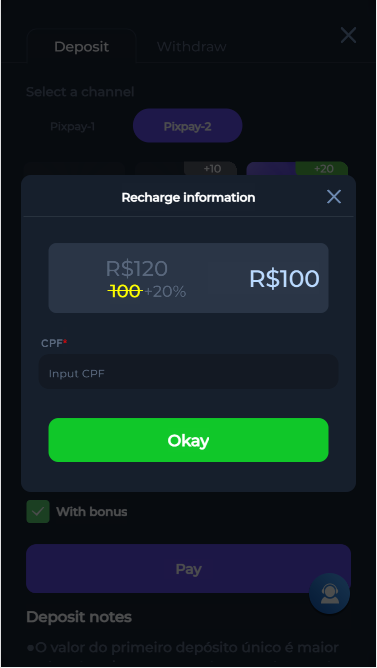 Deposit
Withdraw
Select a channel
Pixpay-1
Pixpay-2
+10
+20
Recharge information
R$120
100+20%
R$100
CPF*
Input CPF
Okay
With bonus
Pay
Deposit notes
●O valor do primeiro depósito único é maior